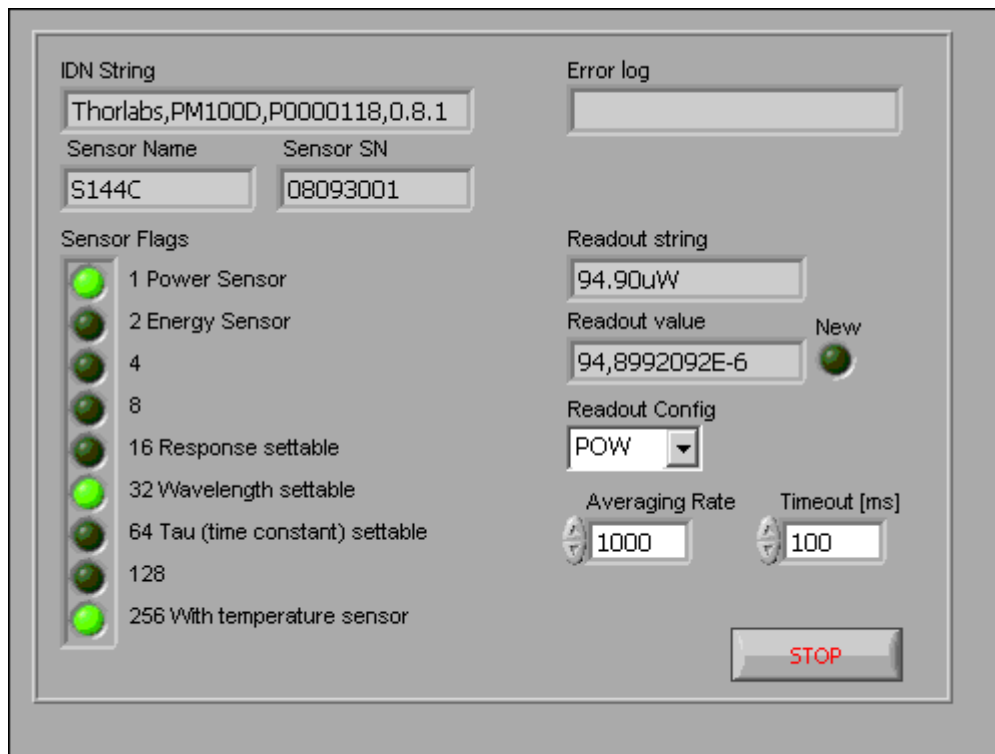 IDN String
Thorlabs,PM100D,P0000118,0.8.1
Sensor Name
Sensor SN
S144C
08093001
Sensor Flags
1 Power Sensor
2 Energy Sensor
4
8
16 Response settable
32 Wavelength settable
64 Tau (time constant) settable
128
256 With temperature sensor
Error log
Readout string
94.90uW
Readout value
New
94,8992092E-6
Readout Config
POW
Averaging Rate
Timeout [ms]
1000
100
STOP